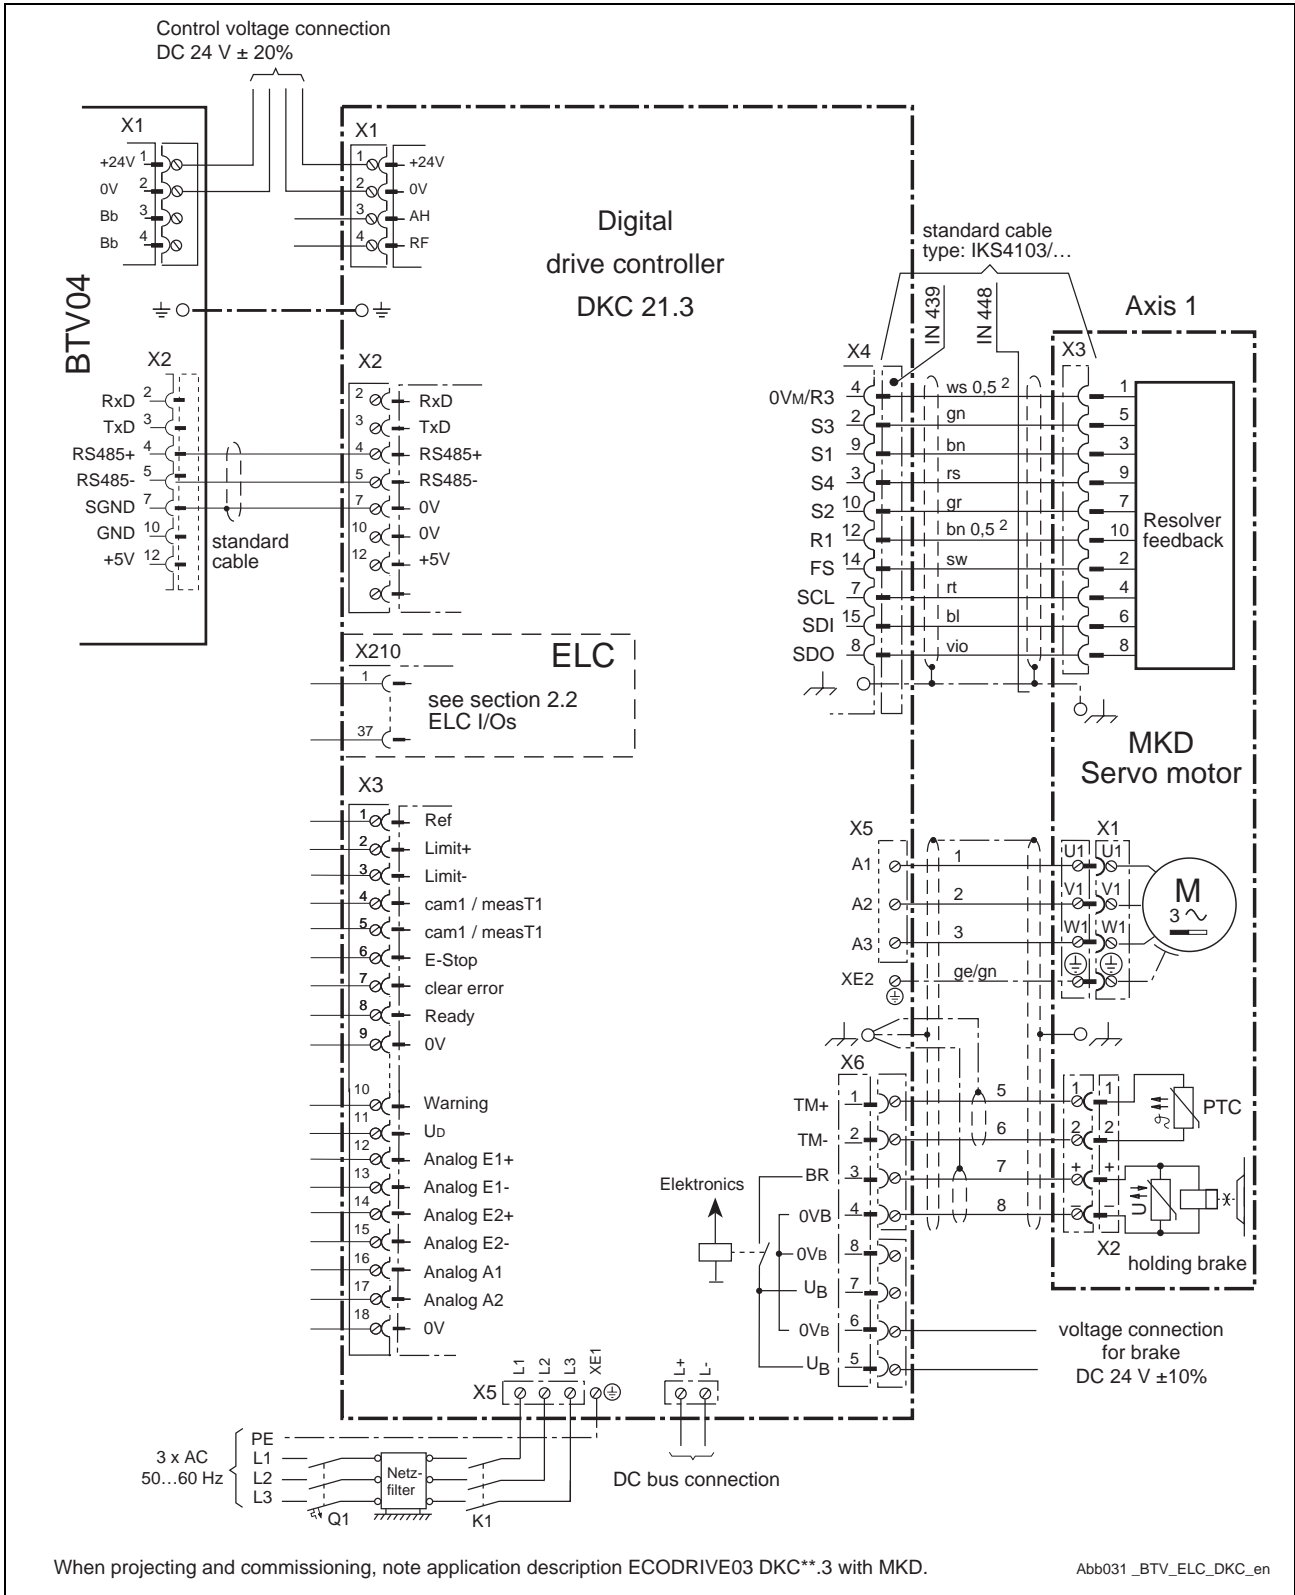 Control voltage connection
DC 24 V ± 20%
BTV04
X1
+24V 1
0V 2
Bb 3
Bb 4
X2
RxD 2
TxD 3
RS485+ 4
RS485- 5
SGND 7
GND 10
+5V 12
standard
cable
X1
1 +24V
2 0V
3 AH
4 RF
X2
2 RxD
3 TxD
4 RS485+
5 RS485-
7 0V
10 0V
12 +5V
Digital
drive controller
DKC 21.3
X210
ELC
1
37
see section 2.2
ELC I/Os
X3
1 Ref
2 Limit+
3 Limit-
4 cam1 / measT1
5 cam1 / measT1
6 E-Stop
7 clear error
8 Ready
9 0V
10 Warning
11 UD
12 Analog E1+
13 Analog E1-
14 Analog E2+
15 Analog E2-
16 Analog A1
17 Analog A2
18 0V
standard cable
type: IKS4103/…
IN 439
IN 448
Axis 1
X4
X3
0VM/R3 4 ws 0,5 2 1
S3 2 gn 5
S1 9 bn 3
S4 3 rs 9
S2 10 gr 7
R1 12 bn 0,5 2 10
FS 14 sw 2
SCL 7 rt 4
SDI 15 bl 6
SDO 8 vio 8
Resolver
feedback
MKD
Servo motor
X5
X1
A1 1 U1 U1
A2 2 V1 V1
A3 3 W1 W1
XE2 ge/gn
M
3
X6
TM+ 1 5 1 1
TM- 2 6 2 2
BR 3 7 + +
0VB 4 8 – –
0VB 8
UB 7
0VB 6
UB 5
PTC
U
X2
holding brake
Elektronics
voltage connection
for brake
DC 24 V ±10%
X5
L1
L2
L3
XE1
L+
L-
3 x AC
50…60 Hz
PE
L1
L2
L3
Q1
Netz-
filter
K1
DC bus connection
When projecting and commissioning, note application description ECODRIVE03 DKC**.3 with MKD.
Abb031 _BTV_ELC_DKC_en